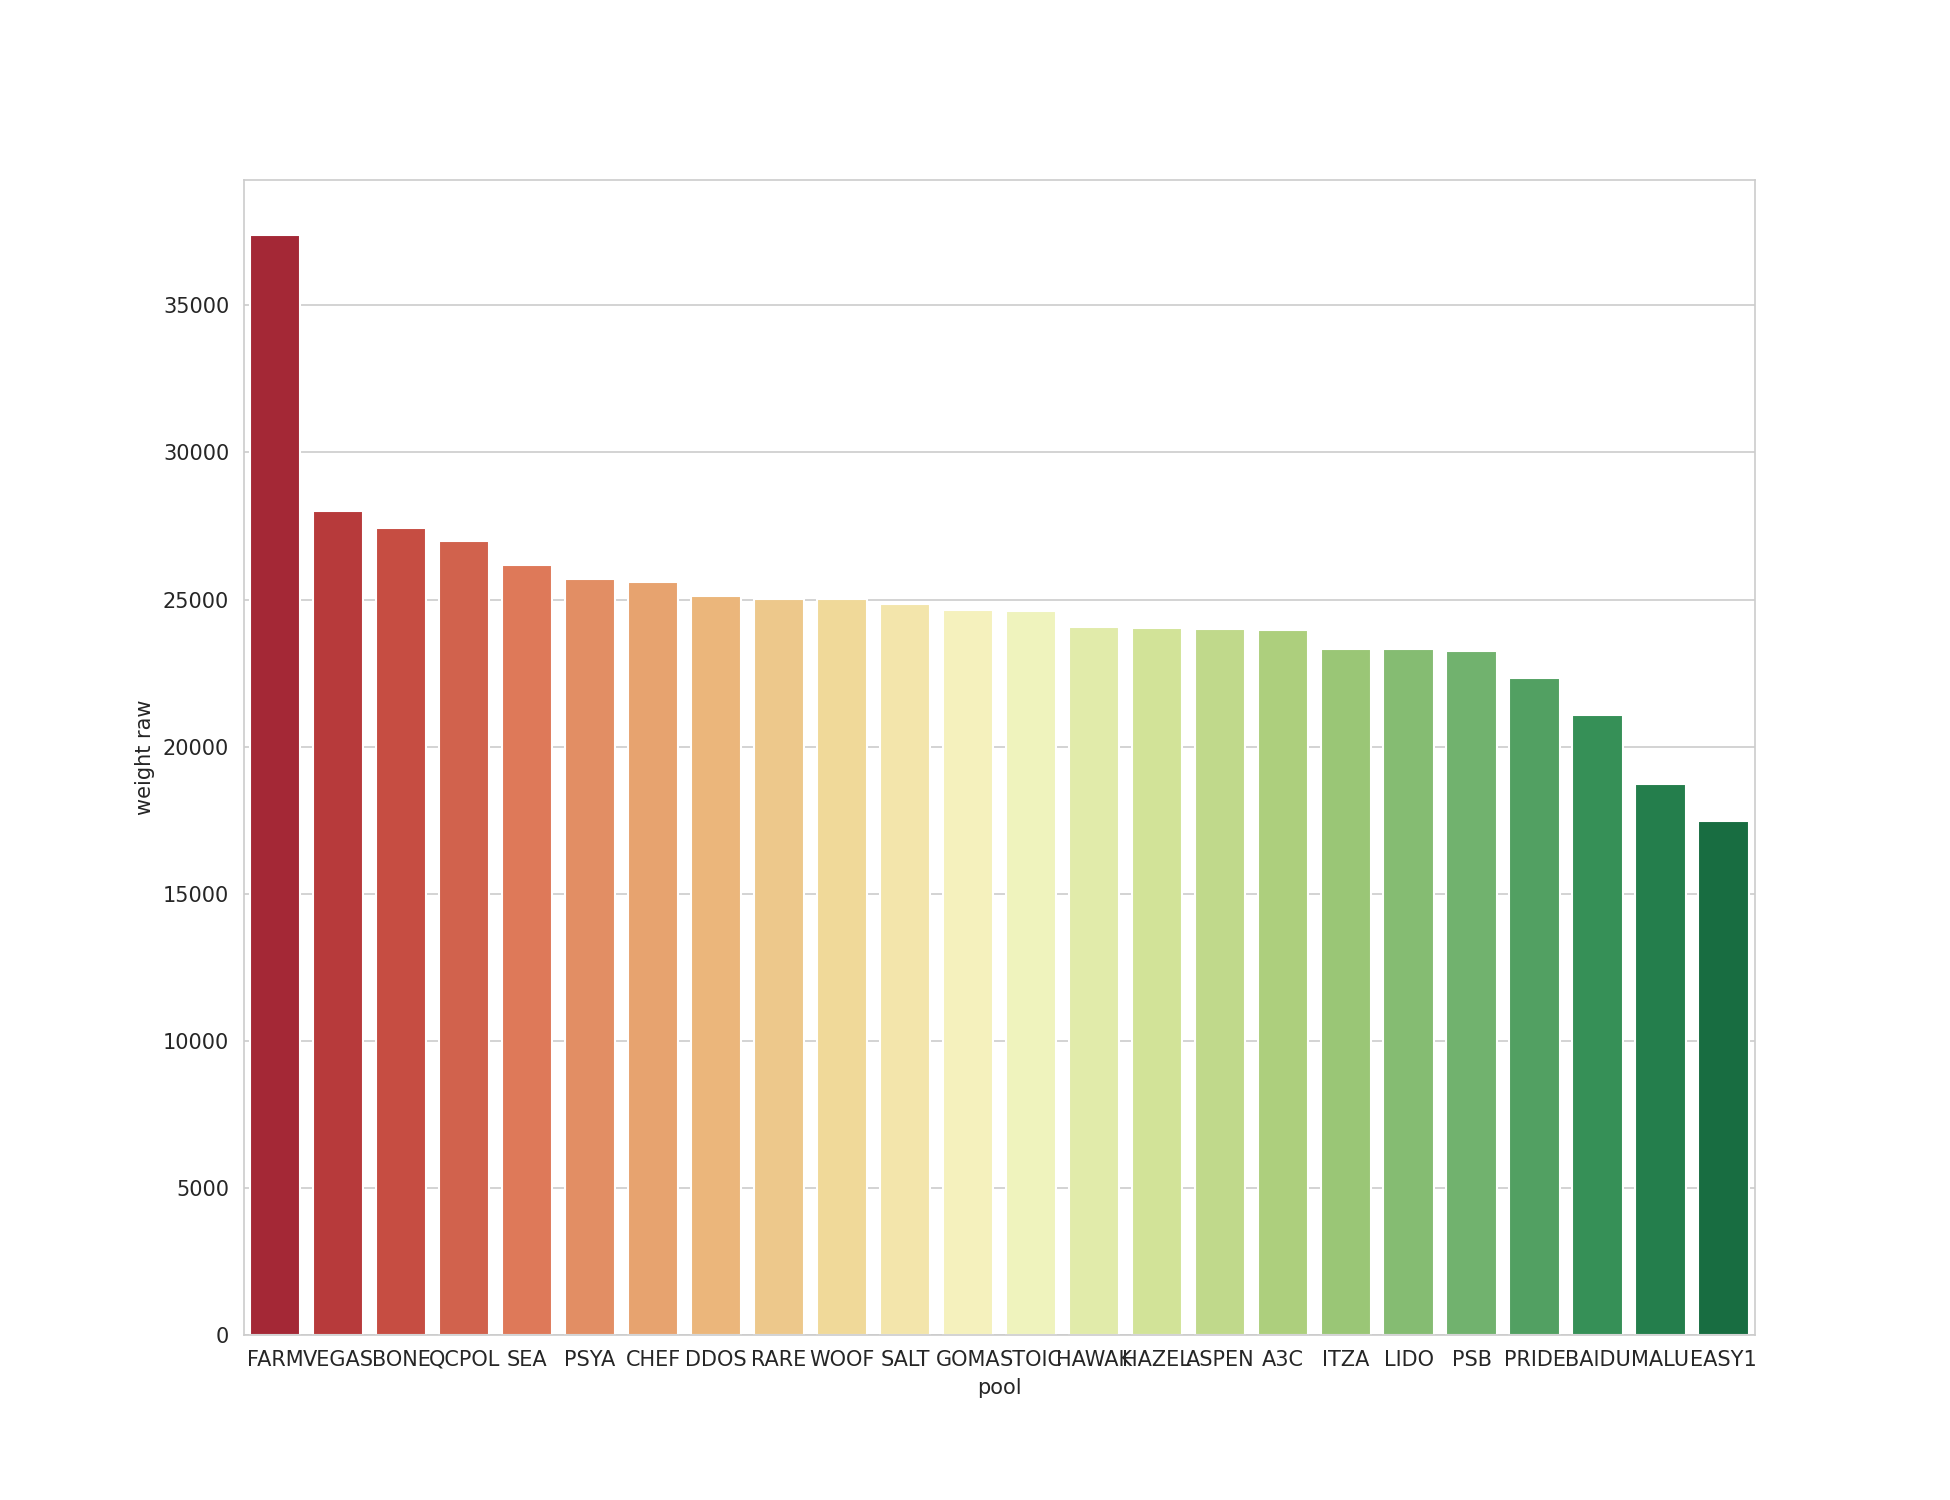 35000
30000
25000
20000
15000
10000
5000
0
weight raw
FARM VEGAS BONE QCPOL SEA PSYA CHEF DDOS RARE WOOF SALT GOMA STOIC HAWAK HAZEL ASPEN A3C ITZA LIDO PSB PRIDE BAIDU MALU EASY1
pool